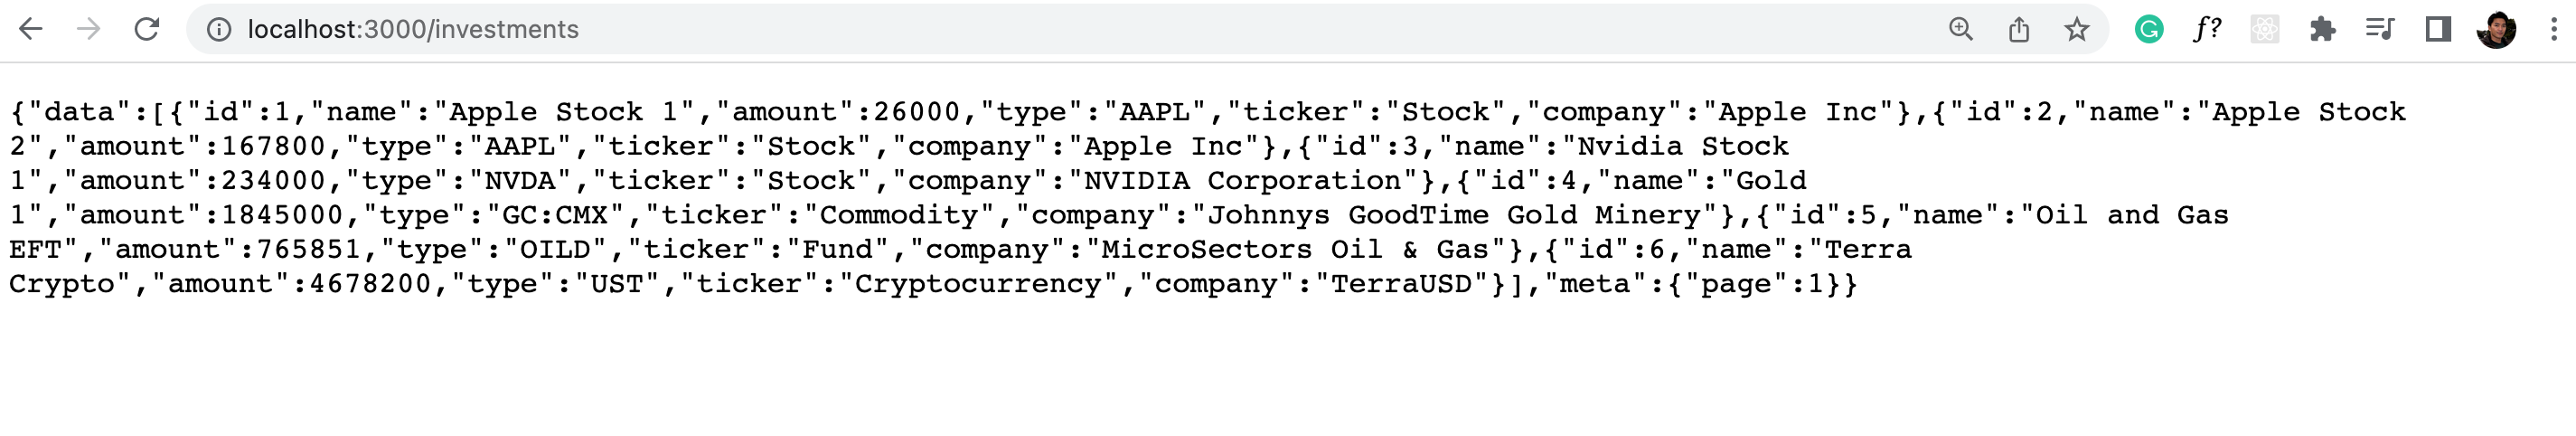 localhost:3000/investments
f?
{"data":[{"id":1,"name":"Apple Stock 1","amount":26000,"type":"AAPL","ticker":"Stock","company":"Apple Inc"},{"id":2,"name":"Apple Stock
2","amount":167800,"type":"AAPL","ticker":"Stock","company":"Apple Inc"},{"id":3,"name":"Nvidia Stock
1","amount":234000,"type":"NVDA","ticker":"Stock","company":"NVIDIA Corporation"},{"id":4,"name":"Gold
1","amount":1845000,"type":"GC:CMX","ticker":"Commodity","company":"Johnnys GoodTime Gold Minery"},{"id":5,"name":"Oil and Gas
EFT","amount":765851,"type":"OILD","ticker":"Fund","company":"MicroSectors Oil & Gas"},{"id":6,"name":"Terra
Crypto","amount":4678200,"type":"UST","ticker":"Cryptocurrency","company":"TerraUSD"}],"meta":{"page":1}}